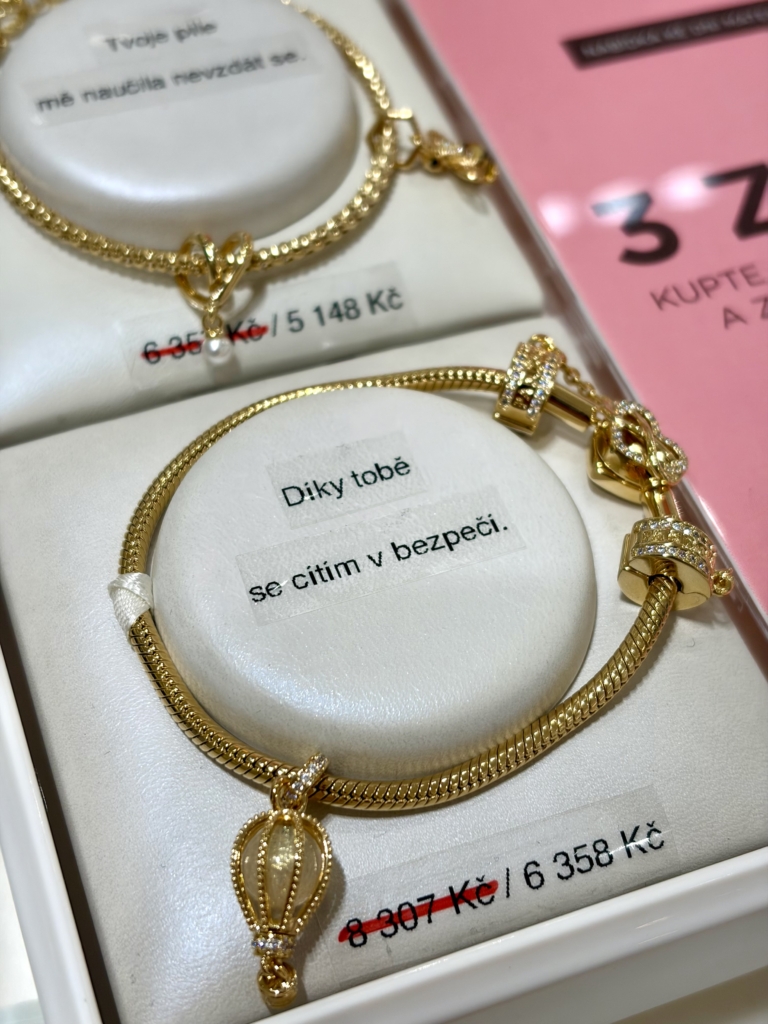 Tvoje píle
mě naučila nevzdát se.
Kč / 5 148 Kč
3 Z
KUPTE
A Z
Díky tobě
se cítím v bezpečí.
8 307 Kč / 6 358 Kč